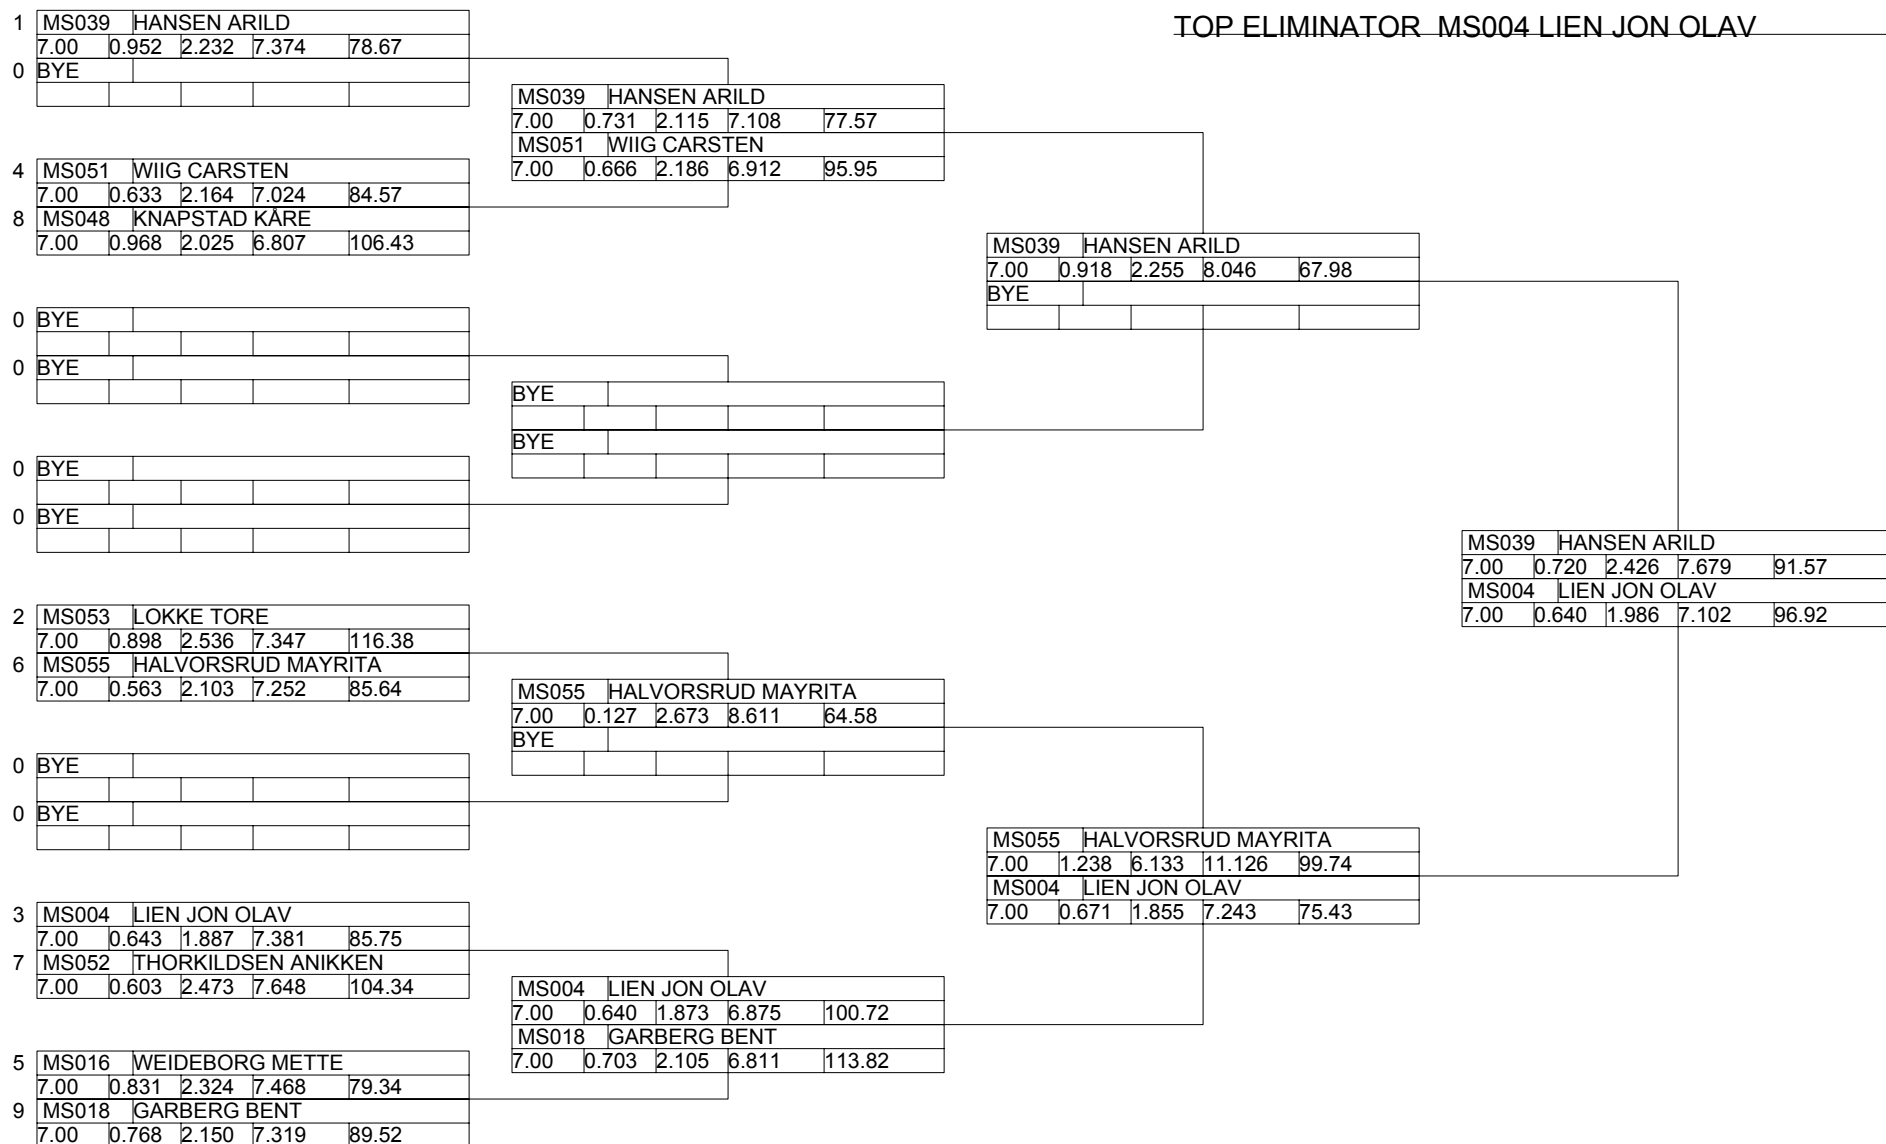 TOP ELIMINATOR MS004 LIEN JON OLAV
1 MS039 HANSEN ARILD
7.00 0.952 2.232 7.374 78.67
0 BYE
4 MS051 WIIG CARSTEN
7.00 0.633 2.164 7.024 84.57
8 MS048 KNAPSTAD KÅRE
7.00 0.968 2.025 6.807 106.43
0 BYE
0 BYE
0 BYE
0 BYE
2 MS053 LOKKE TORE
7.00 0.898 2.536 7.347 116.38
6 MS055 HALVORSRUD MAYRITA
7.00 0.563 2.103 7.252 85.64
0 BYE
0 BYE
3 MS004 LIEN JON OLAV
7.00 0.643 1.887 7.381 85.75
7 MS052 THORKILDSEN ANIKKEN
7.00 0.603 2.473 7.648 104.34
5 MS016 WEIDEBORG METTE
7.00 0.831 2.324 7.468 79.34
9 MS018 GARBERG BENT
7.00 0.768 2.150 7.319 89.52
MS039 HANSEN ARILD
7.00 0.731 2.115 7.108 77.57
MS051 WIIG CARSTEN
7.00 0.666 2.186 6.912 95.95
BYE
BYE
MS055 HALVORSRUD MAYRITA
7.00 0.127 2.673 8.611 64.58
BYE
MS004 LIEN JON OLAV
7.00 0.640 1.873 6.875 100.72
MS018 GARBERG BENT
7.00 0.703 2.105 6.811 113.82
MS039 HANSEN ARILD
7.00 0.918 2.255 8.046 67.98
BYE
MS055 HALVORSRUD MAYRITA
7.00 1.238 6.133 11.126 99.74
MS004 LIEN JON OLAV
7.00 0.671 1.855 7.243 75.43
MS039 HANSEN ARILD
7.00 0.720 2.426 7.679 91.57
MS004 LIEN JON OLAV
7.00 0.640 1.986 7.102 96.92